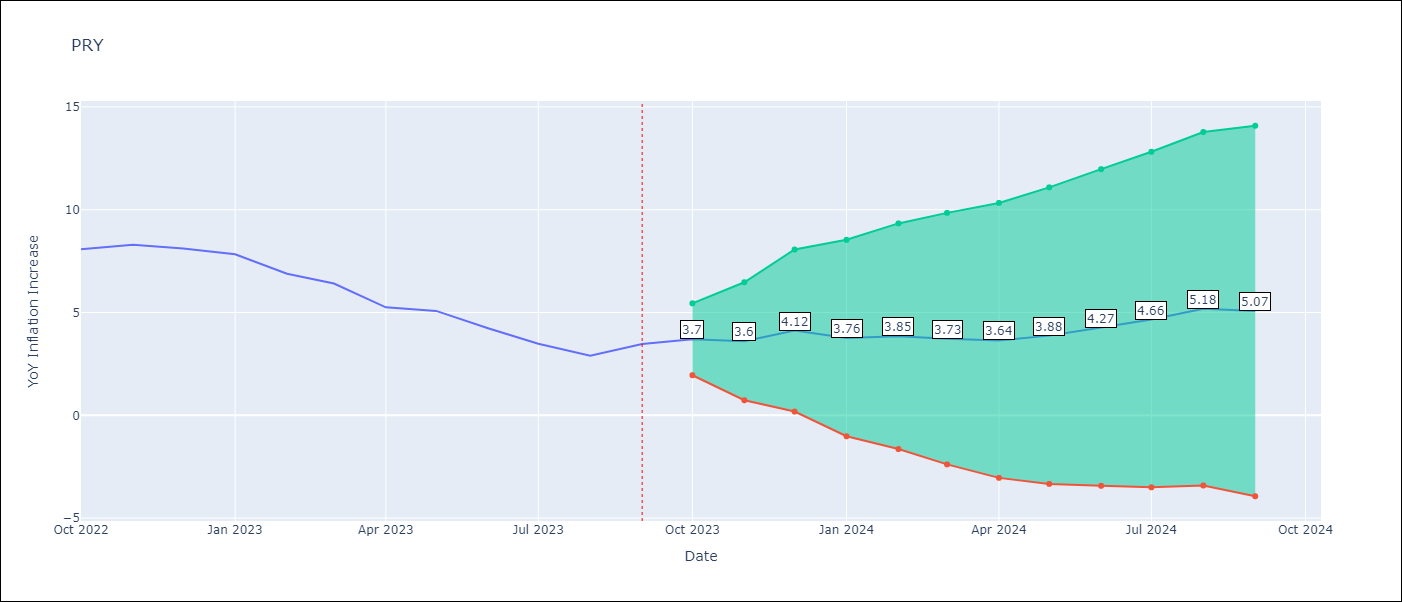 PRY
15
10
5
0
−5
YoY Inflation Increase
3.7
3.6
4.12
3.76
3.85
3.73
3.64
3.88
4.27
4.66
5.18
5.07
Oct 2022
Jan 2023
Apr 2023
Jul 2023
Oct 2023
Jan 2024
Apr 2024
Jul 2024
Oct 2024
Date